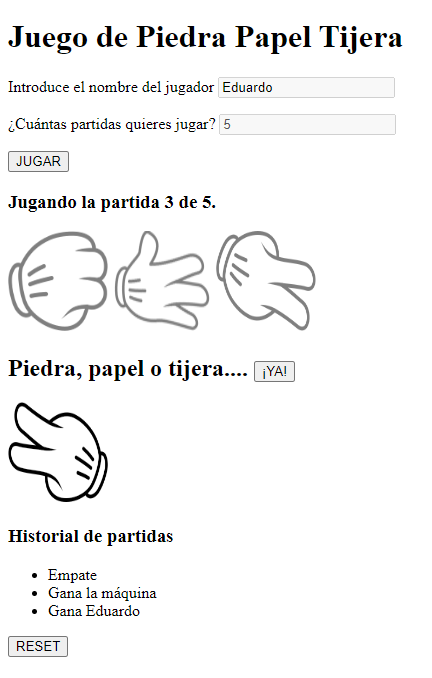 Juego de Piedra Papel Tijera
Introduce el nombre del jugador Eduardo
¿Cuántas partidas quieres jugar? 5
JUGAR
Jugando la partida 3 de 5.
Piedra, papel o tijera.... ¡YA!
Historial de partidas
Empate
Gana la máquina
Gana Eduardo
RESET